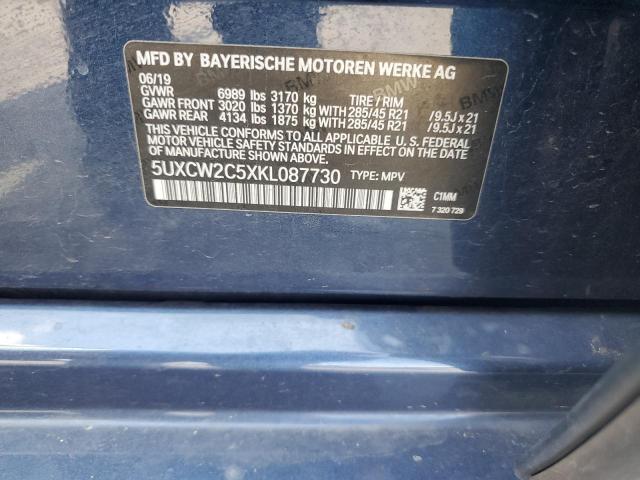 MFD BY BAYERISCHE MOTOREN WERKE AG
06/19
GVWR 6989 lbs 3170 kg TIRE / RIM
GAWR FRONT 3020 lbs 1370 kg WITH 285/45 R21 /9.5J x 21
GAWR REAR 4134 lbs 1875 kg WITH 285/45 R21 /9.5J x 21
THIS VEHICLE CONFORMS TO ALL APPLICABLE U. S. FEDERAL
MOTOR VEHICLE SAFETY STANDARDS IN EFFECT ON THE DATE
OF MANUFACTURE SHOWN ABOVE.
5UXCW2C5XKL087730 TYPE: MPV
C1MM
7 320 729